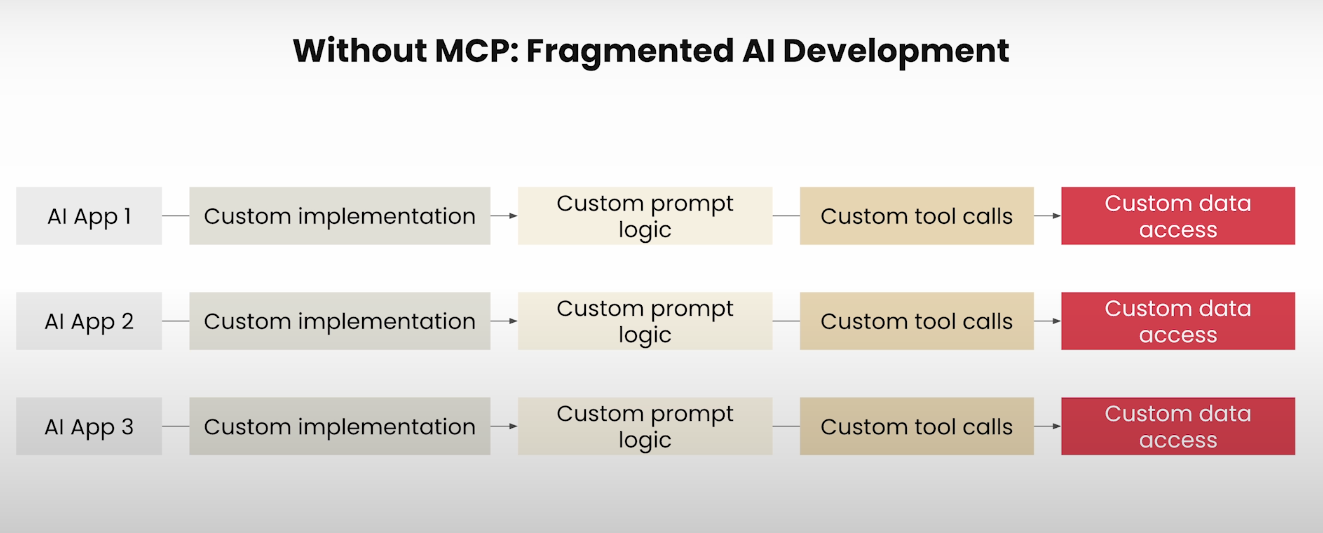 Without MCP: Fragmented AI Development
AI App 1
Custom implementation
Custom prompt
logic
Custom tool calls
Custom data
access
AI App 2
Custom implementation
Custom prompt
logic
Custom tool calls
Custom data
access
AI App 3
Custom implementation
Custom prompt
logic
Custom tool calls
Custom data
access